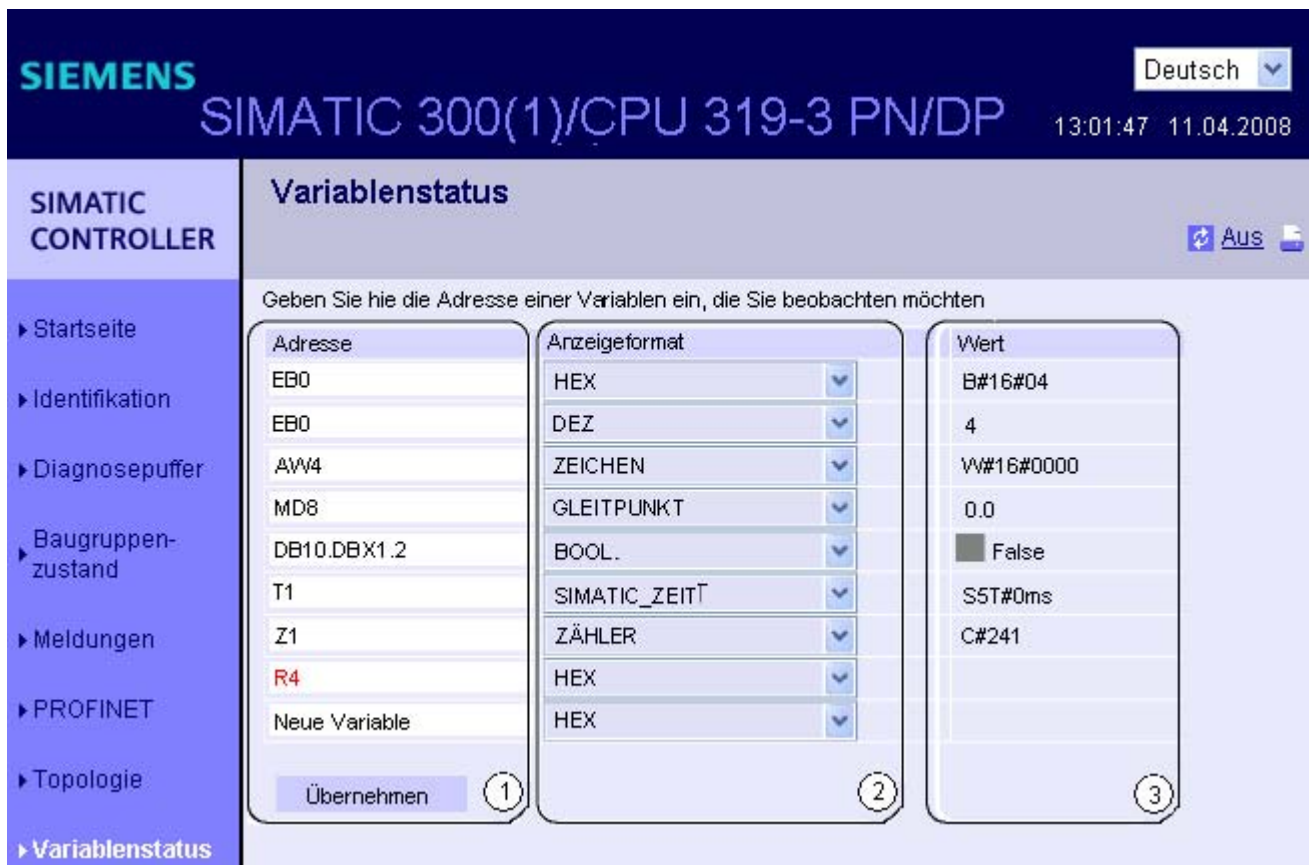 SIEMENS
Deutsch
SIMATIC 300(1)/CPU 319-3 PN/DP
13:01:47 11.04.2008
SIMATIC
CONTROLLER
Variablenstatus
Aus
Startseite
Identifikation
Diagnosepuffer
Baugruppen-
zustand
Meldungen
PROFINET
Topologie
Variablenstatus
Geben Sie hie die Adresse einer Variablen ein, die Sie beobachten möchten
Adresse Anzeigeformat Wert
EB0 HEX B#16#04
EB0 DEZ 4
AW4 ZEICHEN W#16#0000
MD8 GLEITPUNKT 0.0
DB10.DBX1.2 BOOL. False
T1 SIMATIC_ZEITT S5T#0ms
Z1 ZÄHLER C#241
R4 HEX
Neue Variable HEX
Übernehmen 1 2 3